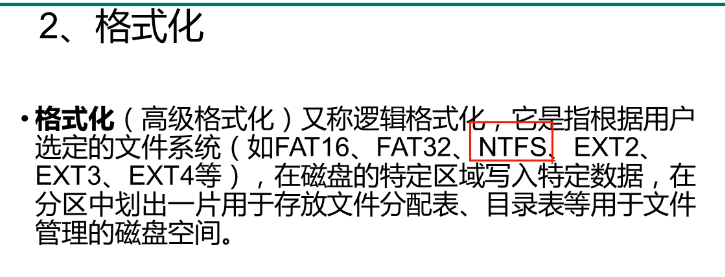 2、格式化
•格式化（高级格式化）又称逻辑格式化，它是指根据用户
选定的文件系统（如FAT16、FAT32、NTFS、EXT2、
EXT3、EXT4等），在磁盘的特定区域写入特定数据，在
分区中划出一片用于存放文件分配表、目录表等用于文件
管理的磁盘空间。